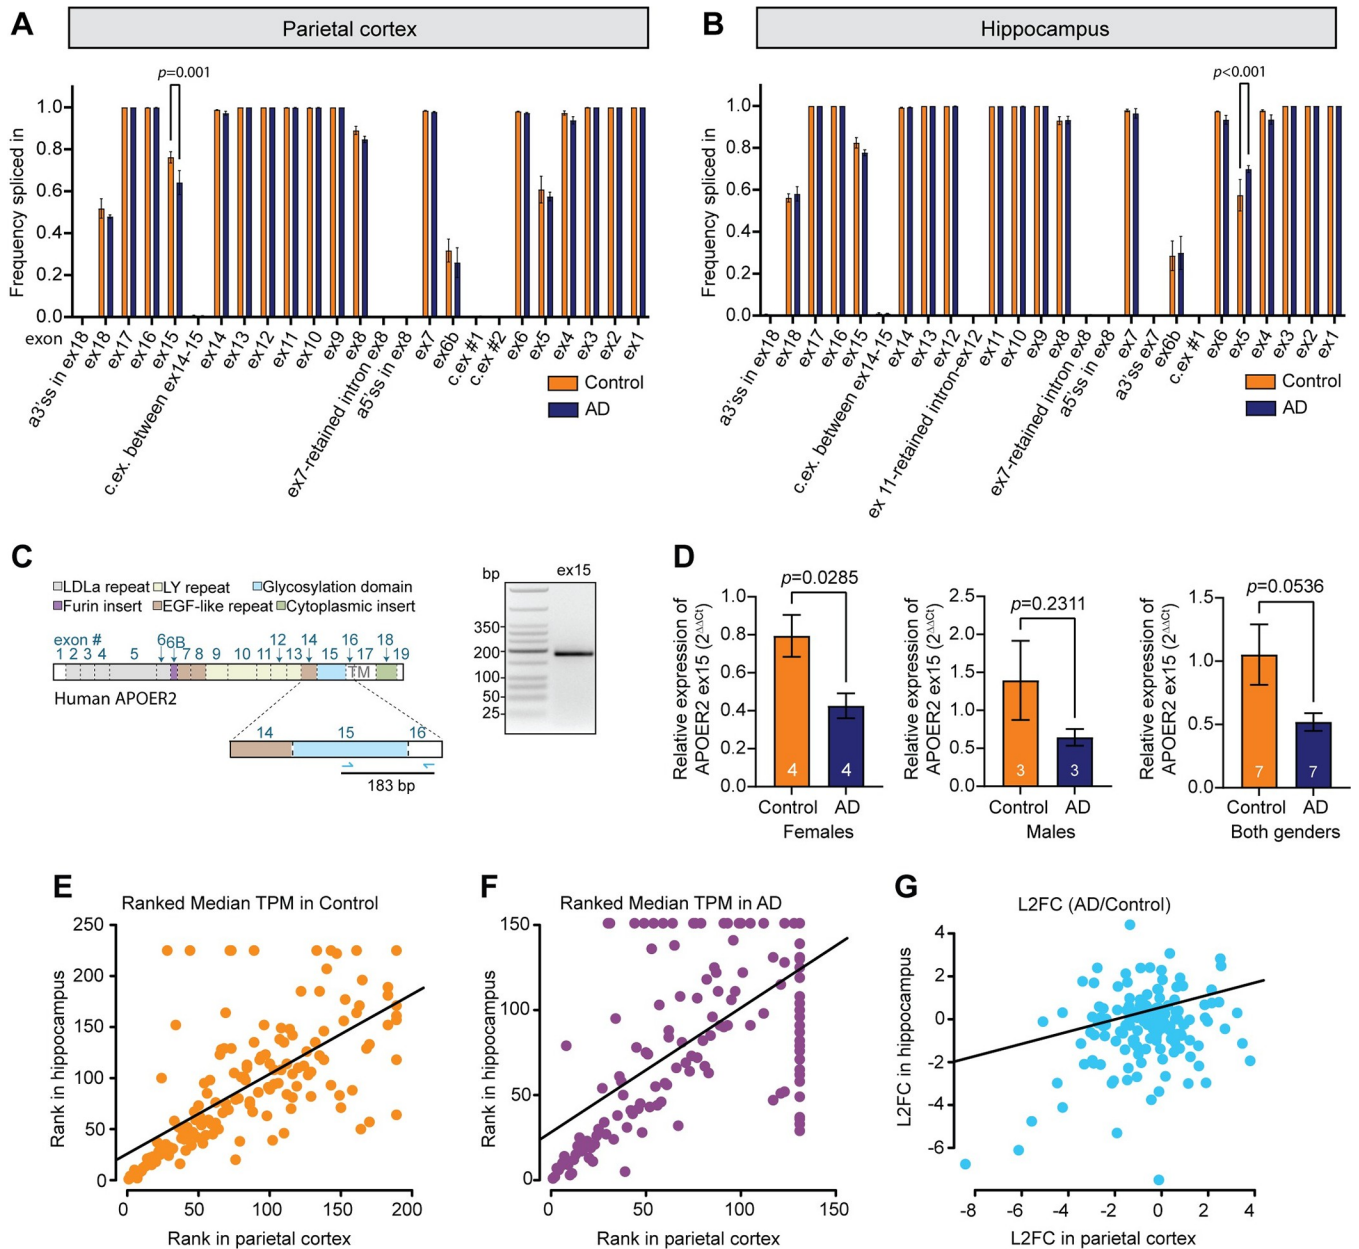 A
Parietal cortex
p=0.001
Frequency spliced in
1.0
0.8
0.6
0.4
0.2
0.0
exon
a3'ss in ex18
ex18
ex17
ex16
ex15
c.ex. between ex14-15
ex14
ex13
ex12
ex11
ex10
ex9
ex8
ex7-retained intron ex8
a5'ss in ex8
ex7
ex6b
c.ex #1
c.ex #2
ex6
ex5
ex4
ex3
ex2
ex1
Control
AD
B
Hippocampus
p<0.001
Frequency spliced in
1.0
0.8
0.6
0.4
0.2
0.0
a3'ss in ex18
ex18
ex17
ex16
ex15
c.ex. between ex14-15
ex14
ex13
ex12
ex 11-retained intron-ex12
ex11
ex10
ex9
ex8
ex7-retained intron ex8
a5'ss in ex8
ex7
a3'ss ex7
ex6b
c.ex #1
ex6
ex5
ex4
ex3
ex2
ex1
Control
AD
C
LDLa repeat LY repeat Glycosylation domain
Furin insert EGF-like repeat Cytoplasmic insert
exon # 6 6B 12 14 16 18
1 2 3 4 5 7 8 9 10 11 13 15 17 19
TM
Human APOER2
14 15 16
183 bp
bp ex15
350
200
100
50
25
D
p=0.0285
Relative expression of
APOER2 ex15 (2ΔΔCt)
1.0
0.8
0.6
0.4
0.2
0.0
4 4
Control AD
Females
p=0.2311
Relative expression of
APOER2 ex15 (2ΔΔCt)
2.5
2.0
1.5
1.0
0.5
0.0
3 3
Control AD
Males
p=0.0536
Relative expression of
APOER2 ex15 (2ΔΔCt)
1.5
1.0
0.5
0.0
7 7
Control AD
Both genders
E
Ranked Median TPM in Control
Rank in hippocampus
250
200
150
100
50
0
0 50 100 150 200
Rank in parietal cortex
F
Ranked Median TPM in AD
Rank in hippocampus
150
100
50
0
0 50 100 150
Rank in parietal cortex
G
L2FC (AD/Control)
L2FC in hippocampus
4
2
0
-2
-4
-6
-8 -6 -4 -2 0 2 4
L2FC in parietal cortex